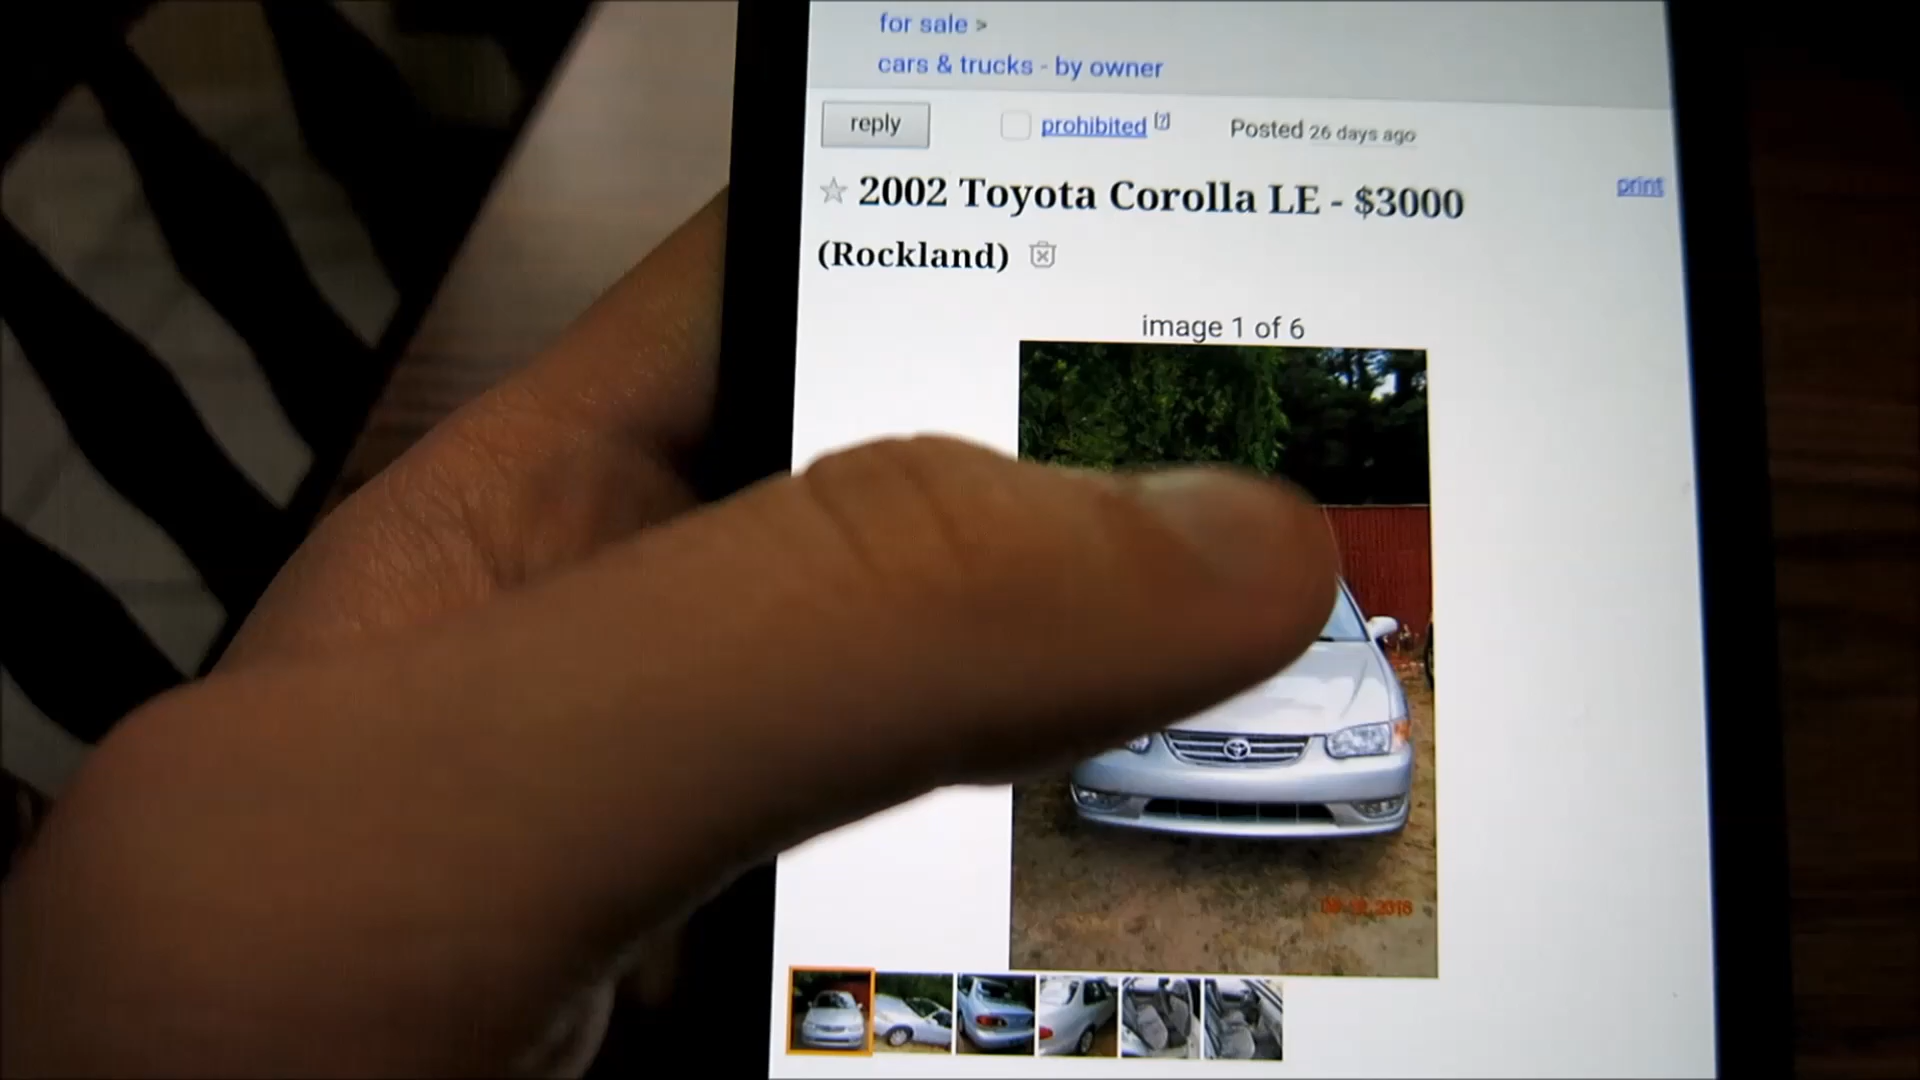 for sale >
cars & trucks - by owner
reply
prohibited [?]
Posted 26 days ago
☆ 2002 Toyota Corolla LE - $3000
print
(Rockland)
image 1 of 6